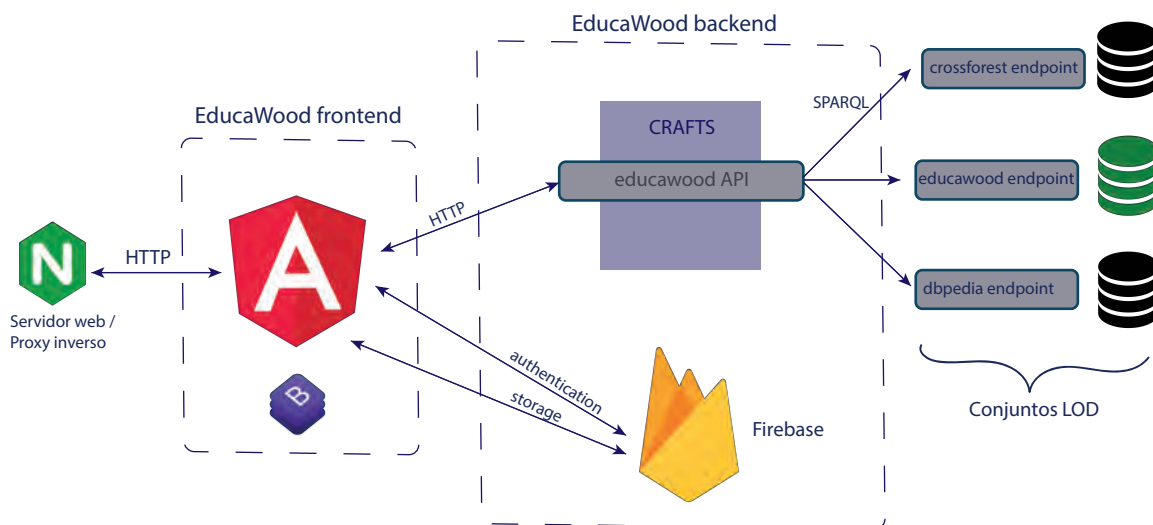 EducaWood backend
EducaWood frontend
crossforest endpoint
SPARQL
CRAFTS
educawood API
educawood endpoint
HTTP
HTTP
N
A
B
Servidor web /
Proxy inverso
dbpedia endpoint
authentication
storage
Firebase
Conjuntos LOD